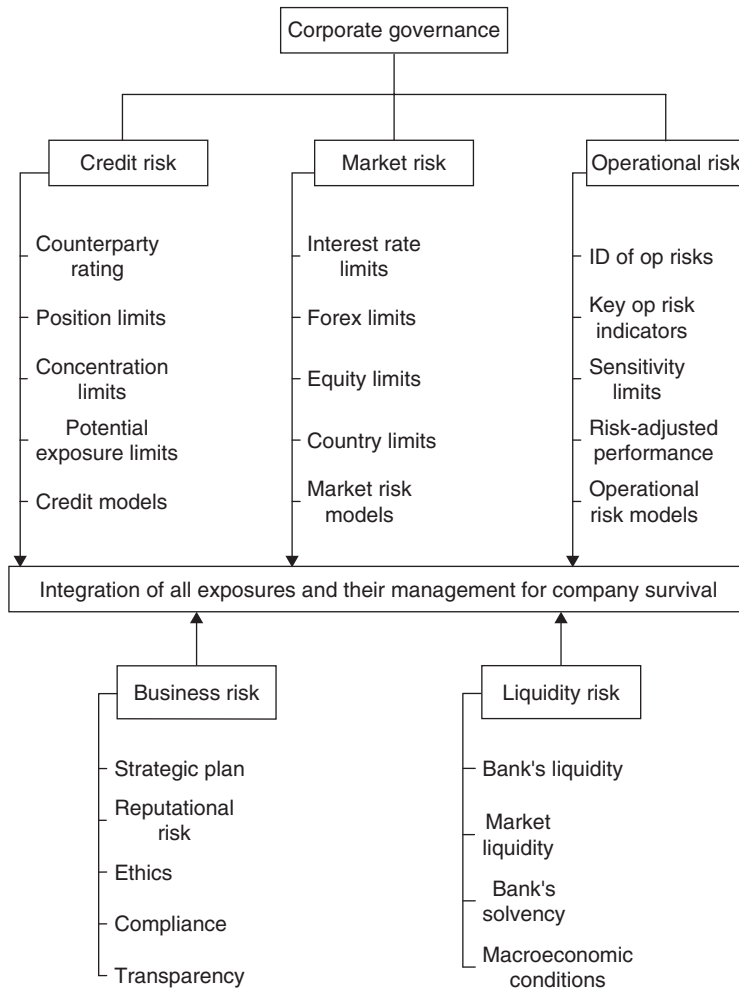 Corporate governance
Credit risk
Market risk
Operational risk
Counterparty
rating
Position limits
Concentration
limits
Potential
exposure limits
Credit models
Interest rate
limits
Forex limits
Equity limits
Country limits
Market risk
models
ID of op risks
Key op risk
indicators
Sensitivity
limits
Risk-adjusted
performance
Operational
risk models
Integration of all exposures and their management for company survival
Business risk
Strategic plan
Reputational
risk
Ethics
Compliance
Transparency
Liquidity risk
Bank's liquidity
Market
liquidity
Bank's
solvency
Macroeconomic
conditions